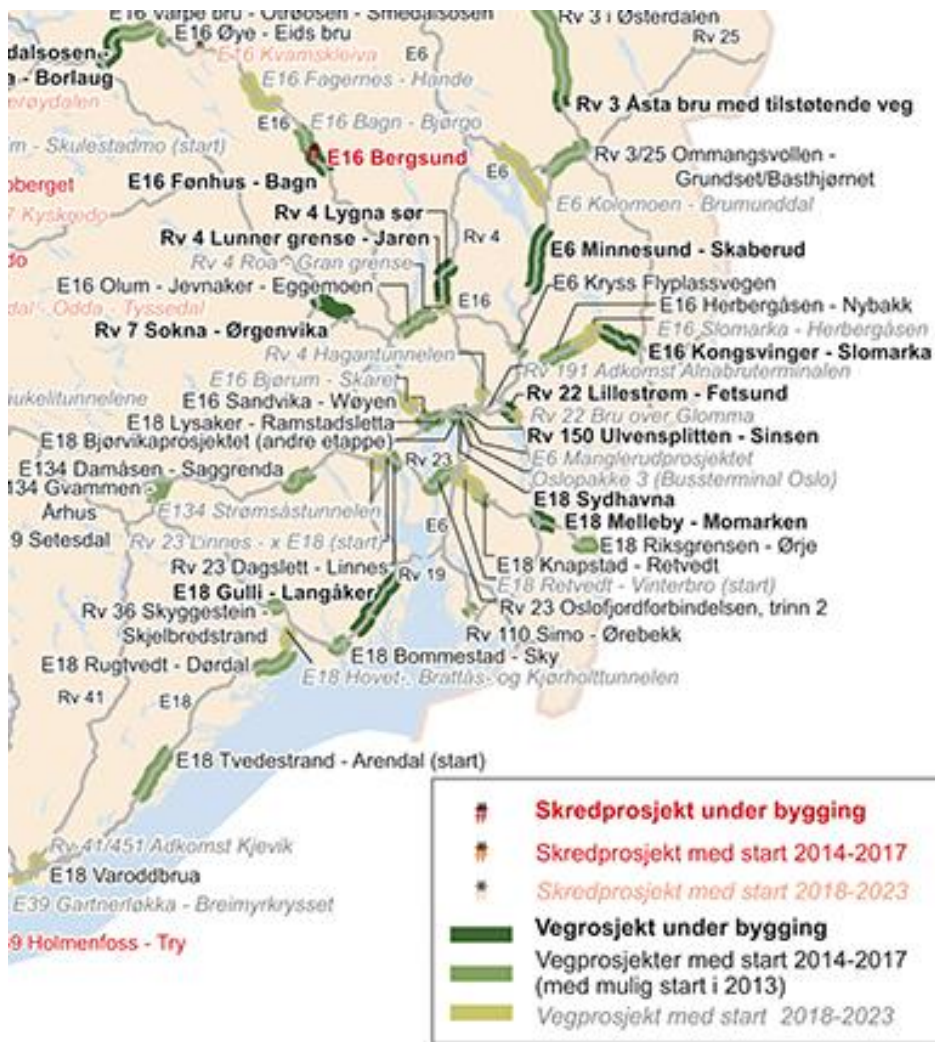 E16 Varpe bru - Otrøosen - Smedalsosen
Rv 3 i Østerdalen
E16 Øye - Eids bru
E6
Rv 25
dalsosen -
E16 Kvamskleiva
a - Borlaug
E16 Fagernes - Hande
erøydalen
Rv 3 Åsta bru med tilstøtende veg
E16
E16 Bagn - Bjørgo
m - Skulestadmo (start)
E16 Bergsund
E6
Rv 3/25 Ommangsvollen -
Grundset/Basthjørnet
oberget
E16 Fønhus - Bagn
E6 Kolomoen - Brumunddal
Rv 4 Lygna sør
Rv 4 Lunner grense - Jaren
Rv 4
E6 Minnesund - Skaberud
do
Rv 4 Roa - Gran grense
E6 Kryss Flyplassvegen
E16 Olum - Jevnaker - Eggemoen
E16
E16 Herbergåsen - Nybakk
dal - Odda - Tyssedal
E16 Slomarka - Herbergåsen
Rv 7 Sokna - Ørgenvika
Rv 4 Hagantunnelen
E16 Kongsvinger - Slomarka
Rv 191 Adkomst Alnabruterminalen
E16 Bjørum - Skaret
aukelitunnelene
E16 Sandvika - Wøyen
Rv 22 Lillestrøm - Fetsund
E18 Lysaker - Ramstadsletta
Rv 22 Bru over Glomma
E18 Bjørvikaprosjektet (andre etappe)
Rv 150 Ulvensplitten - Sinsen
Rv 23
E6 Manglerudprosjektet
E134 Damåsen - Saggrenda
Oslopakke 3 (Bussterminal Oslo)
134 Gvammen -
Århus
E18 Sydhavna
E134 Strømsåstunnelen
E6
E18 Melleby - Momarken
9 Setesdal
Rv 23 Linnes - x E18 (start)
E18 Riksgrensen - Ørje
Rv 23 Dagslett - Linnes
Rv 19
E18 Knapstad - Retvedt
E18 Gulli - Langåker
E18 Retvedt - Vinterbro (start)
Rv 36 Skyggestein -
Skjelbredstrand
Rv 23 Oslofjordforbindelsen, trinn 2
Rv 110 Simo - Ørebekk
E18 Rugtvedt - Dørdal
E18 Bommestad - Sky
E18 Hovet-, Brattås- og Kjørholttunnelen
Rv 41
E18
E18 Tvedestrand - Arendal (start)
Rv 41/451 Adkomst Kjevik
E18 Varoddbrua
E39 Gartnerløkka - Breimyrkrysset
9 Holmenfoss - Try
Skredprosjekt under bygging
Skredprosjekt med start 2014-2017
Skredprosjekt med start 2018-2023
Vegrosjekt under bygging
Vegprosjekter med start 2014-2017
(med mulig start i 2013)
Vegprosjekt med start 2018-2023